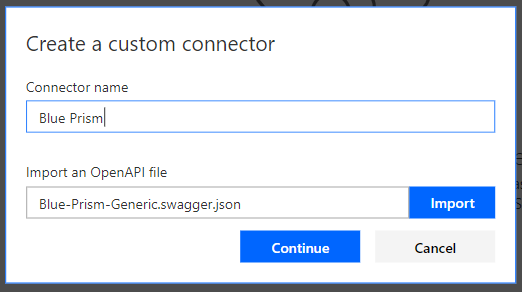 Create a custom connector
Connector name
Blue Prism
Import an OpenAPI file
Blue-Prism-Generic.swagger.json
Import
Continue
Cancel